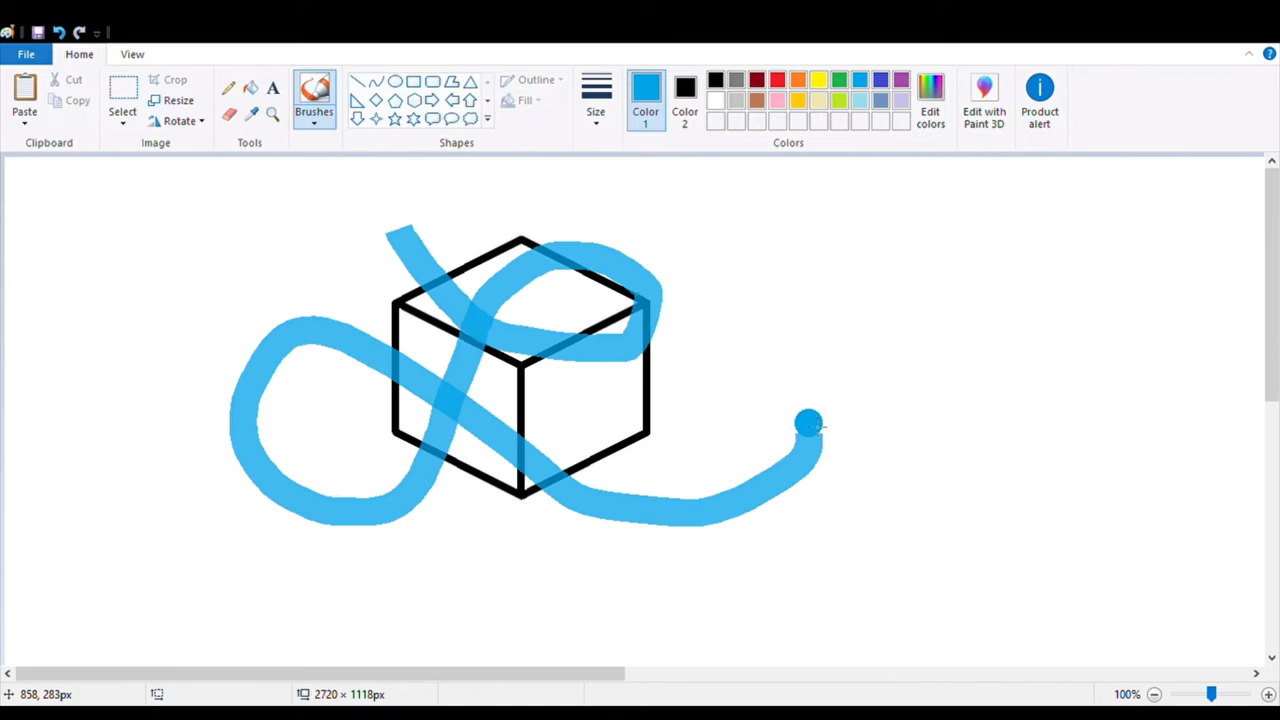 File Home View
Paste Cut Copy Clipboard
Select Crop Resize Rotate Image
A Tools
Brushes
Outline Fill Shapes
Size
Color 1 Color 2 Edit colors Colors
Edit with Paint 3D
Product alert
858, 283px 2720 × 1118px 100%